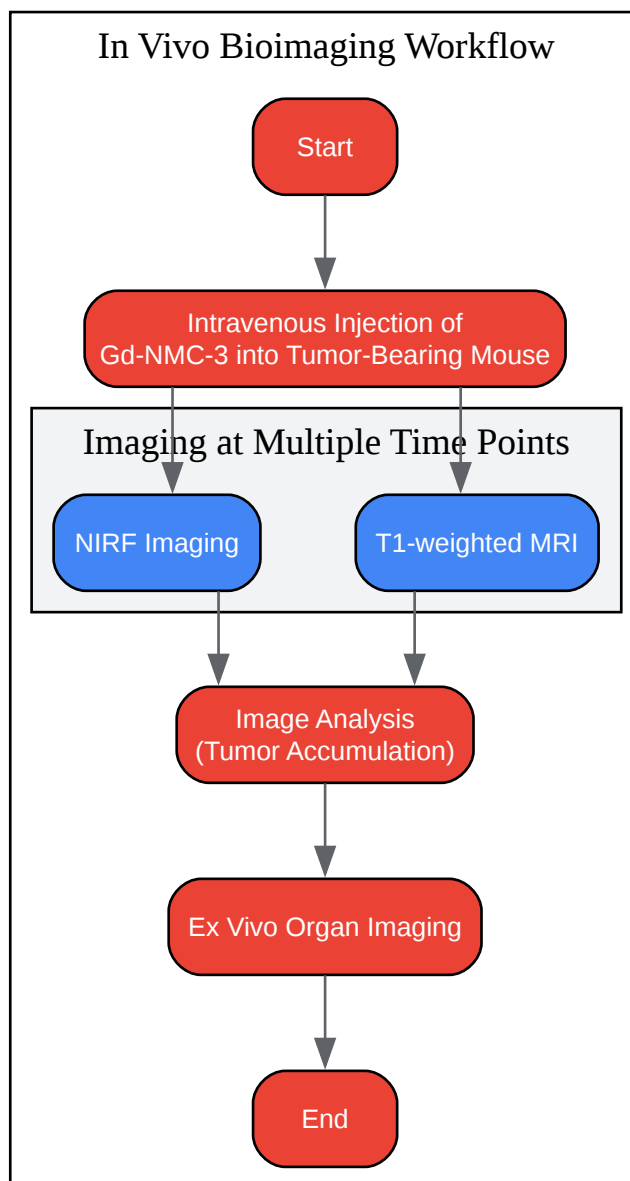 In Vivo Bioimaging Workflow
Start
Intravenous Injection of
Gd-NMC-3 into Tumor-Bearing Mouse
Imaging at Multiple Time Points
NIRF Imaging
T1-weighted MRI
Image Analysis
(Tumor Accumulation)
Ex Vivo Organ Imaging
End